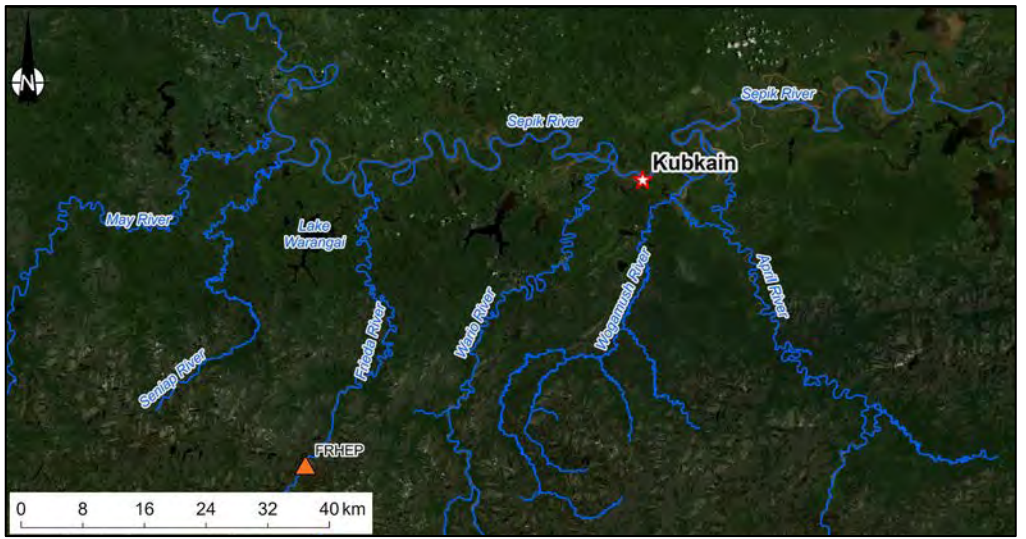 N
Sepik River
Sepik River
Kubkain
May River
Lake
Warangai
Seniap River
Frieda River
Wario River
Wogamush River
April River
FRHEP
0 8 16 24 32 40 km